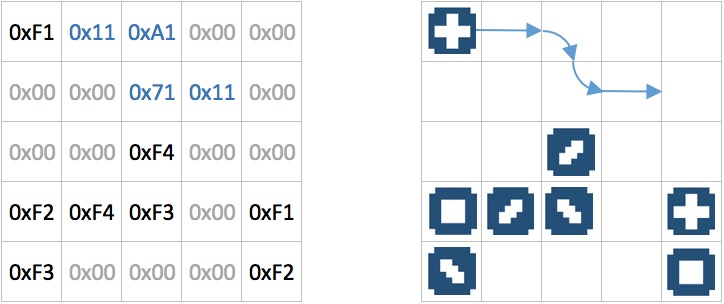 0xF1 0x11 0xA1 0x00 0x00
0x00 0x00 0x71 0x11 0x00
0x00 0x00 0xF4 0x00 0x00
0xF2 0xF4 0xF3 0x00 0xF1
0xF3 0x00 0x00 0x00 0xF2